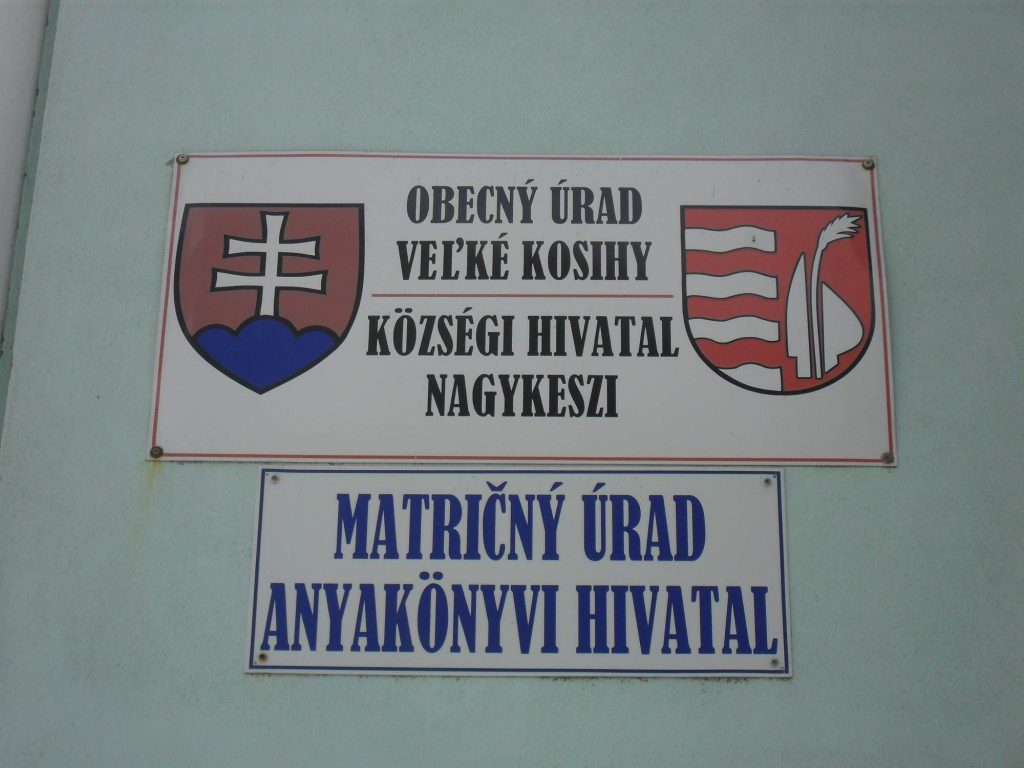 OBECNÝ ÚRAD
VEĽKÉ KOSIHY
KÖZSÉGI HIVATAL
NAGYKESZI
MATRIČNÝ ÚRAD
ANYAKÖNYVI HIVATAL